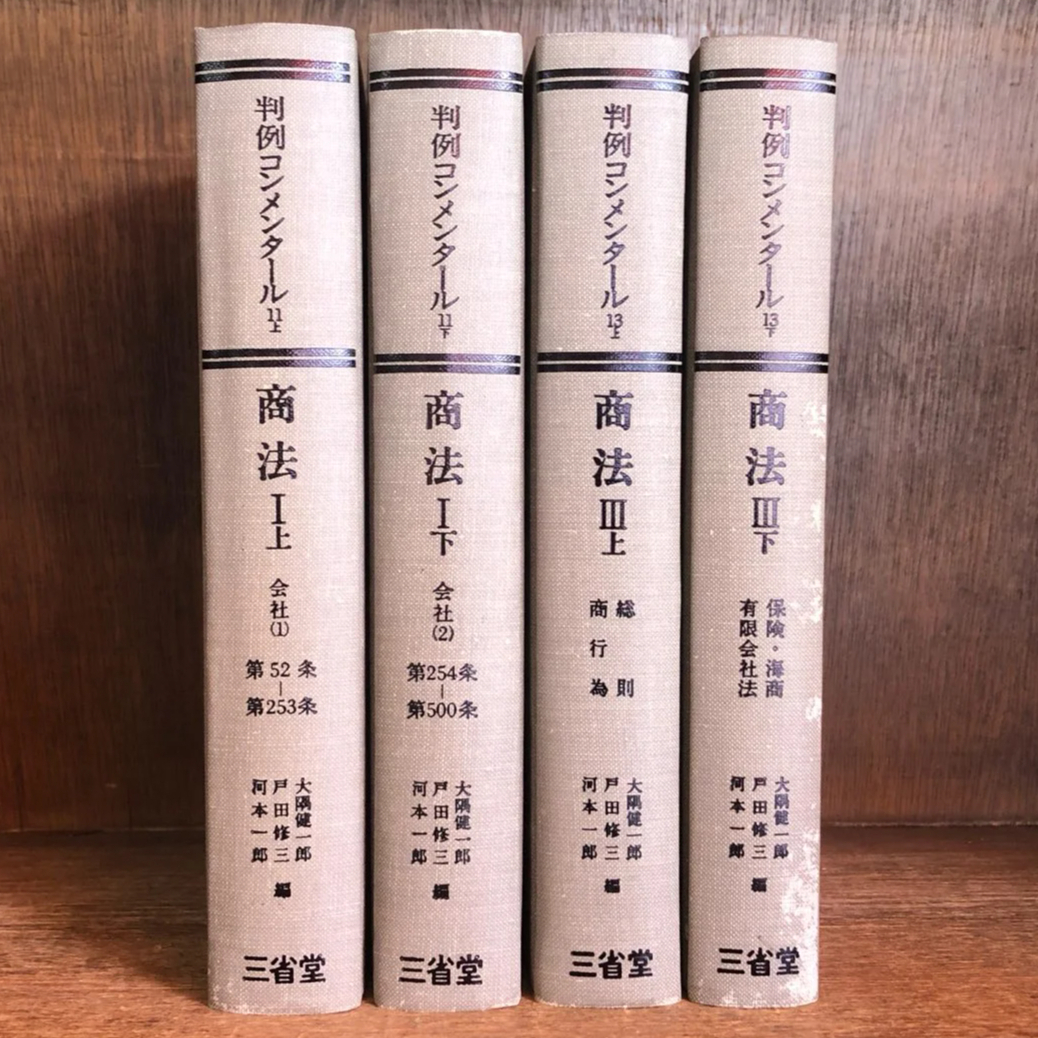 判例コンメンタール11上
商法Ⅰ上
会社(1)
第52条
|
第253条
大隅健一郎
戸田修三 編
河本一郎
三省堂
判例コンメンタール11下
商法Ⅰ下
会社(2)
第254条
|
第500条
大隅健一郎
戸田修三 編
河本一郎
三省堂
判例コンメンタール13上
商法Ⅲ上
総則
商行為
大隅健一郎
戸田修三 編
河本一郎
三省堂
判例コンメンタール13下
商法Ⅲ下
保険・海商
有限会社法
大隅健一郎
戸田修三 編
河本一郎
三省堂